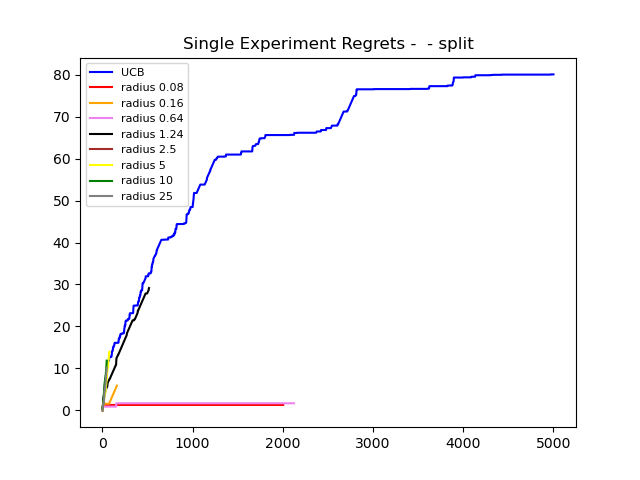 Single Experiment Regrets -  - split
80
70
60
50
40
30
20
10
0
UCB
radius 0.08
radius 0.16
radius 0.64
radius 1.24
radius 2.5
radius 5
radius 10
radius 25
0 1000 2000 3000 4000 5000